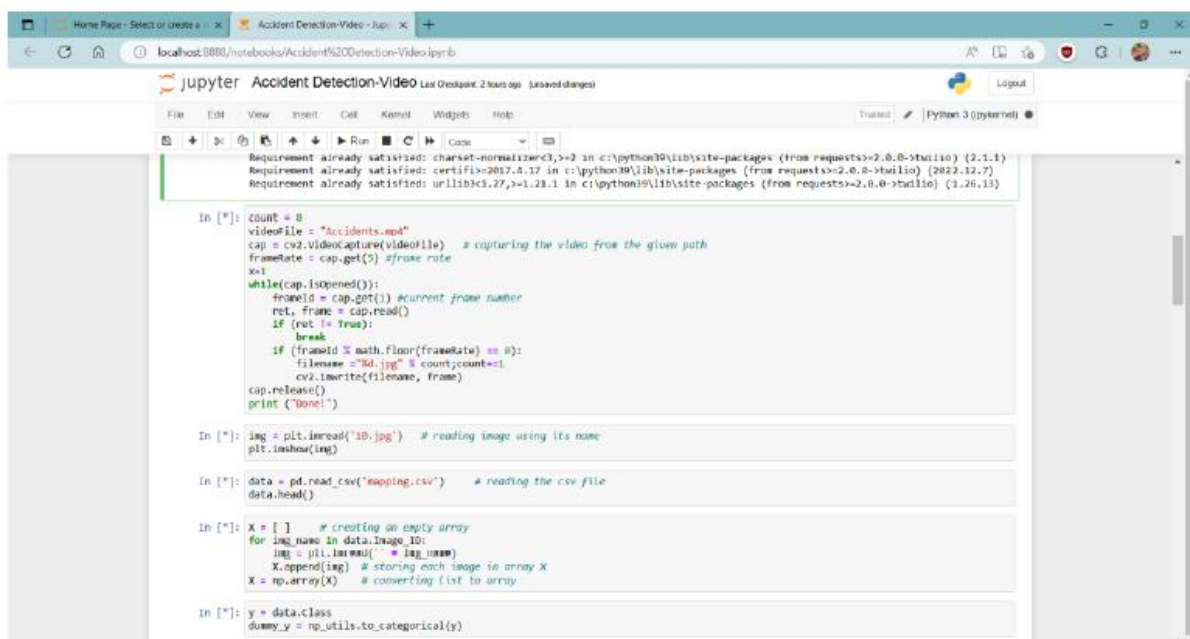 Home Page - Select or create a n
Accident Detection-Video - Jupy
localhost:8888/notebooks/Accident%20Detection-Video.ipynb
jupyter Accident Detection-Video Last Checkpoint: 2 hours ago (unsaved changes)
Logout
File Edit View Insert Cell Kernel Widgets Help
Trusted Python 3 (ipykernel)
Run Code
Requirement already satisfied: charset-normalizer<3,>=2 in c:\python39\lib\site-packages (from requests>=2.0.0->twilio) (2.1.1)
Requirement already satisfied: certifi>=2017.4.17 in c:\python39\lib\site-packages (from requests>=2.0.0->twilio) (2022.12.7)
Requirement already satisfied: urllib3<1.27,>=1.21.1 in c:\python39\lib\site-packages (from requests>=2.0.0->twilio) (1.26.13)
In [*]: count = 0
videoFile = "Accidents.mp4"
cap = cv2.VideoCapture(videoFile) # capturing the video from the given path
frameRate = cap.get(5) #frame rate
x=1
while(cap.isOpened()):
frameId = cap.get(1) #current frame number
ret, frame = cap.read()
if (ret != True):
break
if (frameId % math.floor(frameRate) == 0):
filename ="%d.jpg" % count;count+=1
cv2.imwrite(filename, frame)
cap.release()
print ("Done!")
In [*]: img = plt.imread('10.jpg') # reading image using its name
plt.imshow(img)
In [*]: data = pd.read_csv('mapping.csv') # reading the csv file
data.head()
In [*]: X = [ ] # creating an empty array
for img_name in data.Image_ID:
img = plt.imread('' + img_name)
X.append(img) # storing each image in array X
X = np.array(X) # converting list to array
In [*]: y = data.class
dummy_y = np_utils.to_categorical(y)